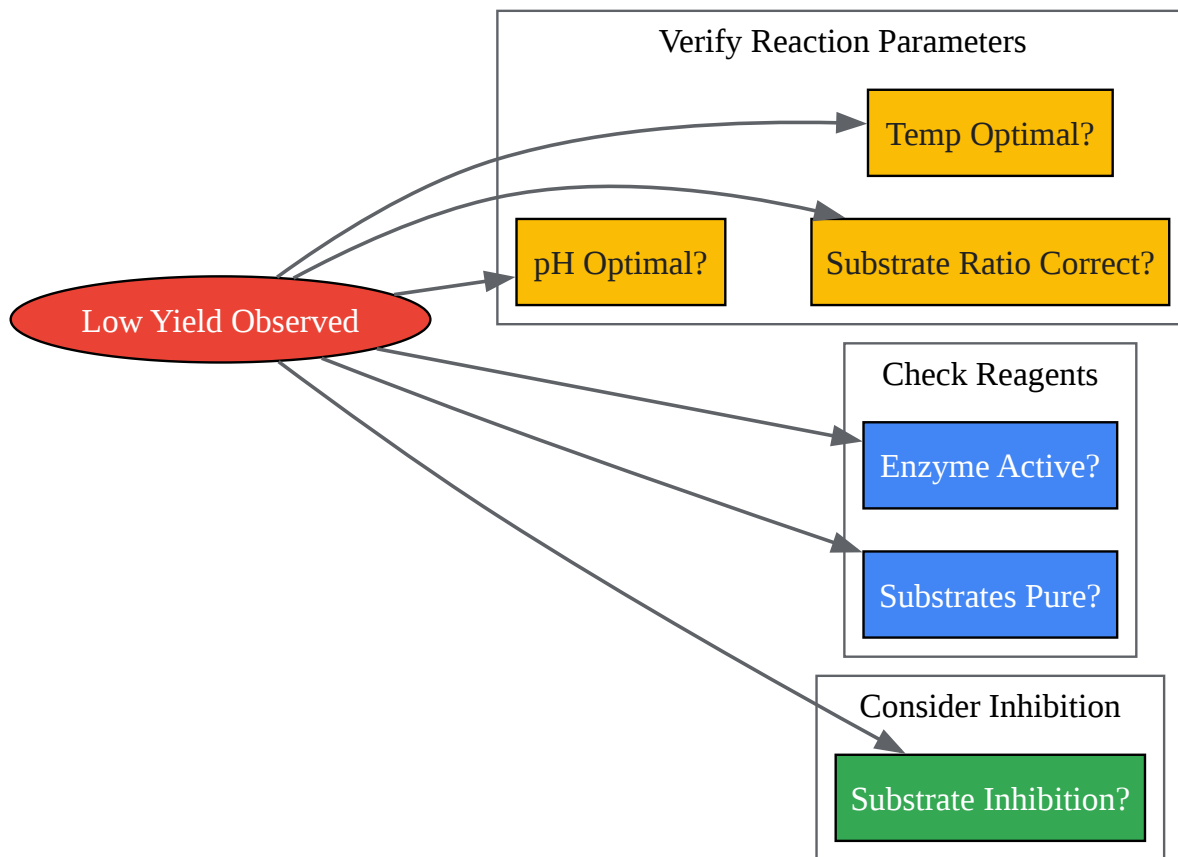 Verify Reaction Parameters
Temp Optimal?
pH Optimal?
Substrate Ratio Correct?
Low Yield Observed
Check Reagents
Enzyme Active?
Substrates Pure?
Consider Inhibition
Substrate Inhibition?